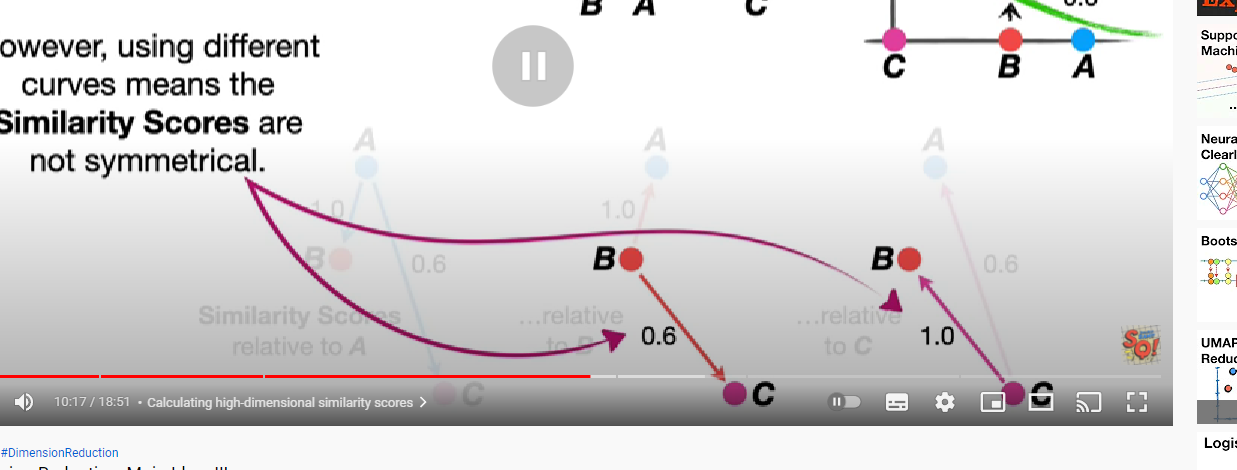 B A C
C B A
owever, using different
curves means the
Similarity Scores are
not symmetrical.
A
1.0
B
0.6
C
Similarity Scores
relative to A
A
1.0
B
0.6
C
...relative
to B
A
B
0.6
1.0
C
...relative
to C
SO!
10:17 / 18:51 • Calculating high-dimensional similarity scores
#DimensionReduction
Suppo
Machi
...
Neura
Clearl
Boots
UMAP
Reduc
Logis